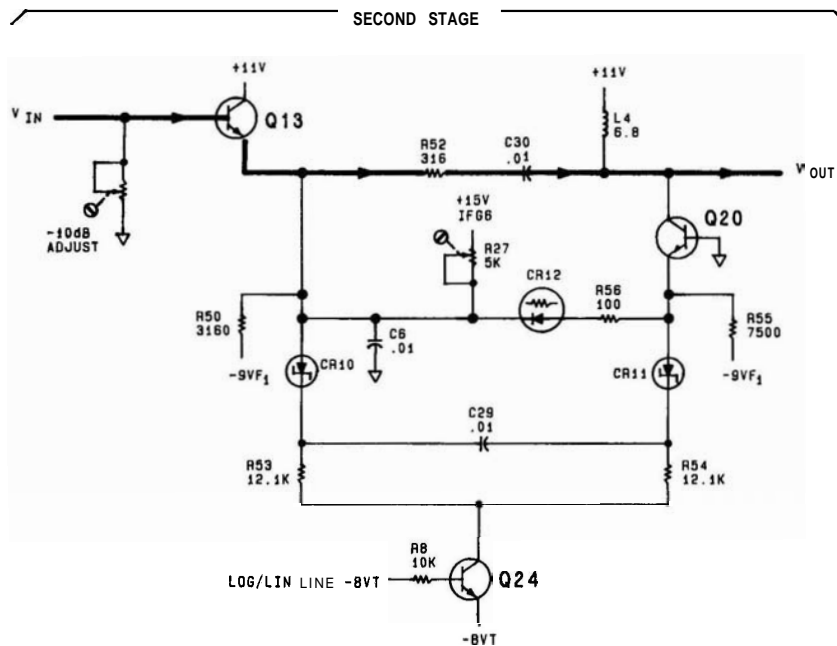 SECOND STAGE
+11V
+11V
VIN
Q13
L4
6.8
R52
316
C30
.01
VOUT
+15V
IFG6
Q20
-10dB
ADJUST
R27
5K
CR12
R56
100
R50
3160
C6
.01
R55
7500
-9VF1
CR10
CR11
-9VF1
C29
.01
R53
12.1K
R54
12.1K
R8
10K
LOG/LIN LINE -8VT
Q24
-8VT